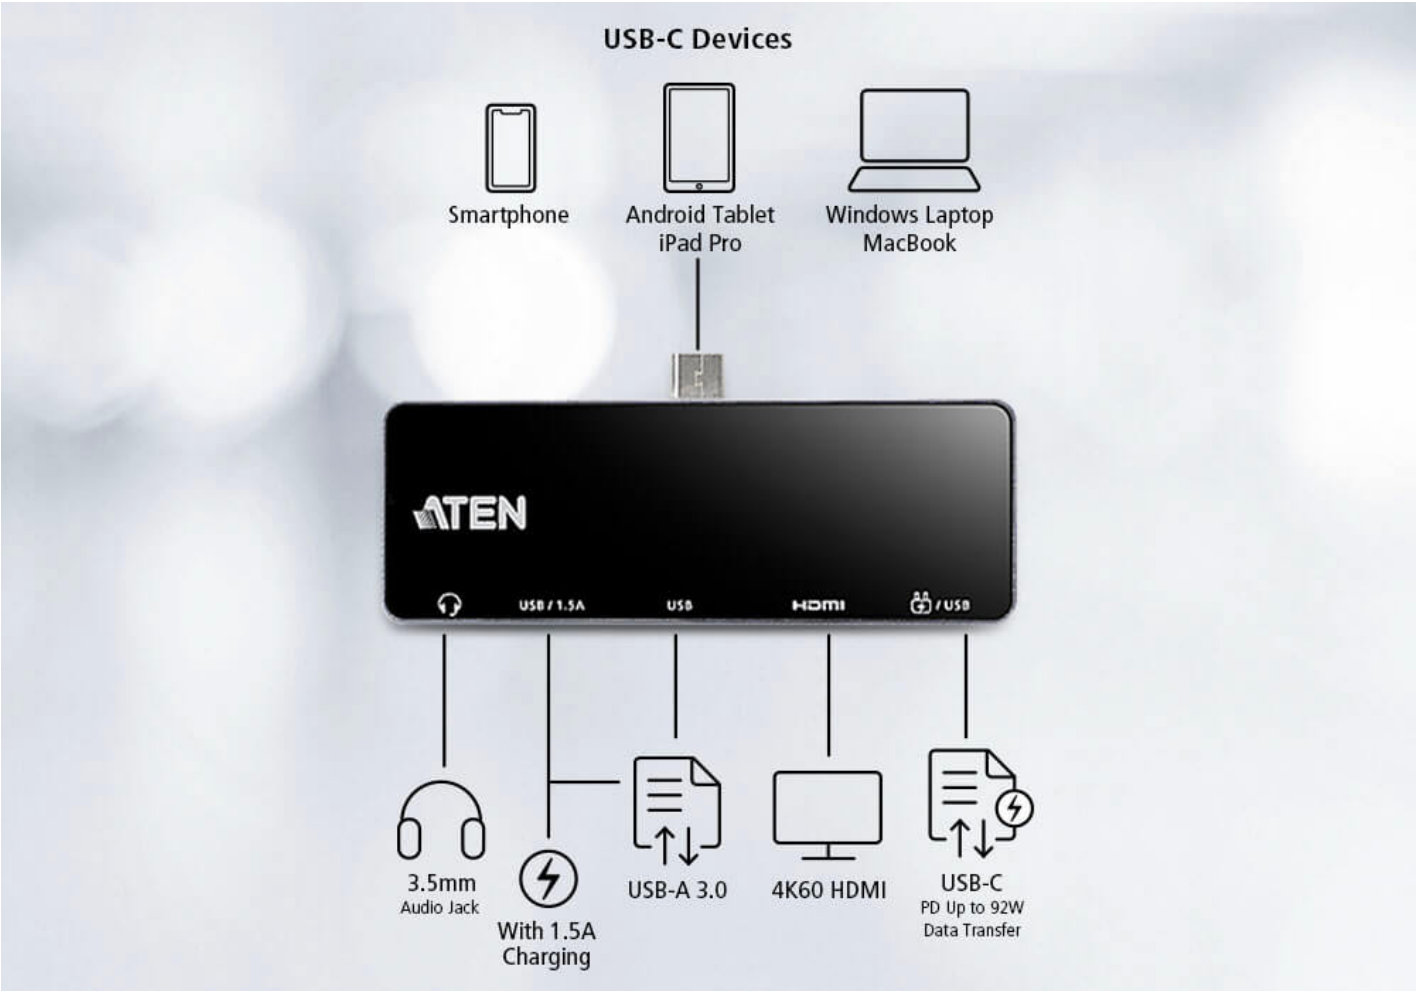 USB-C Devices
Smartphone
Android Tablet
iPad Pro
Windows Laptop
MacBook
ATEN
USB / 1.5A
USB
HDMI
/ USB
3.5mm
Audio Jack
With 1.5A
Charging
USB-A 3.0
4K60 HDMI
USB-C
PD Up to 92W
Data Transfer